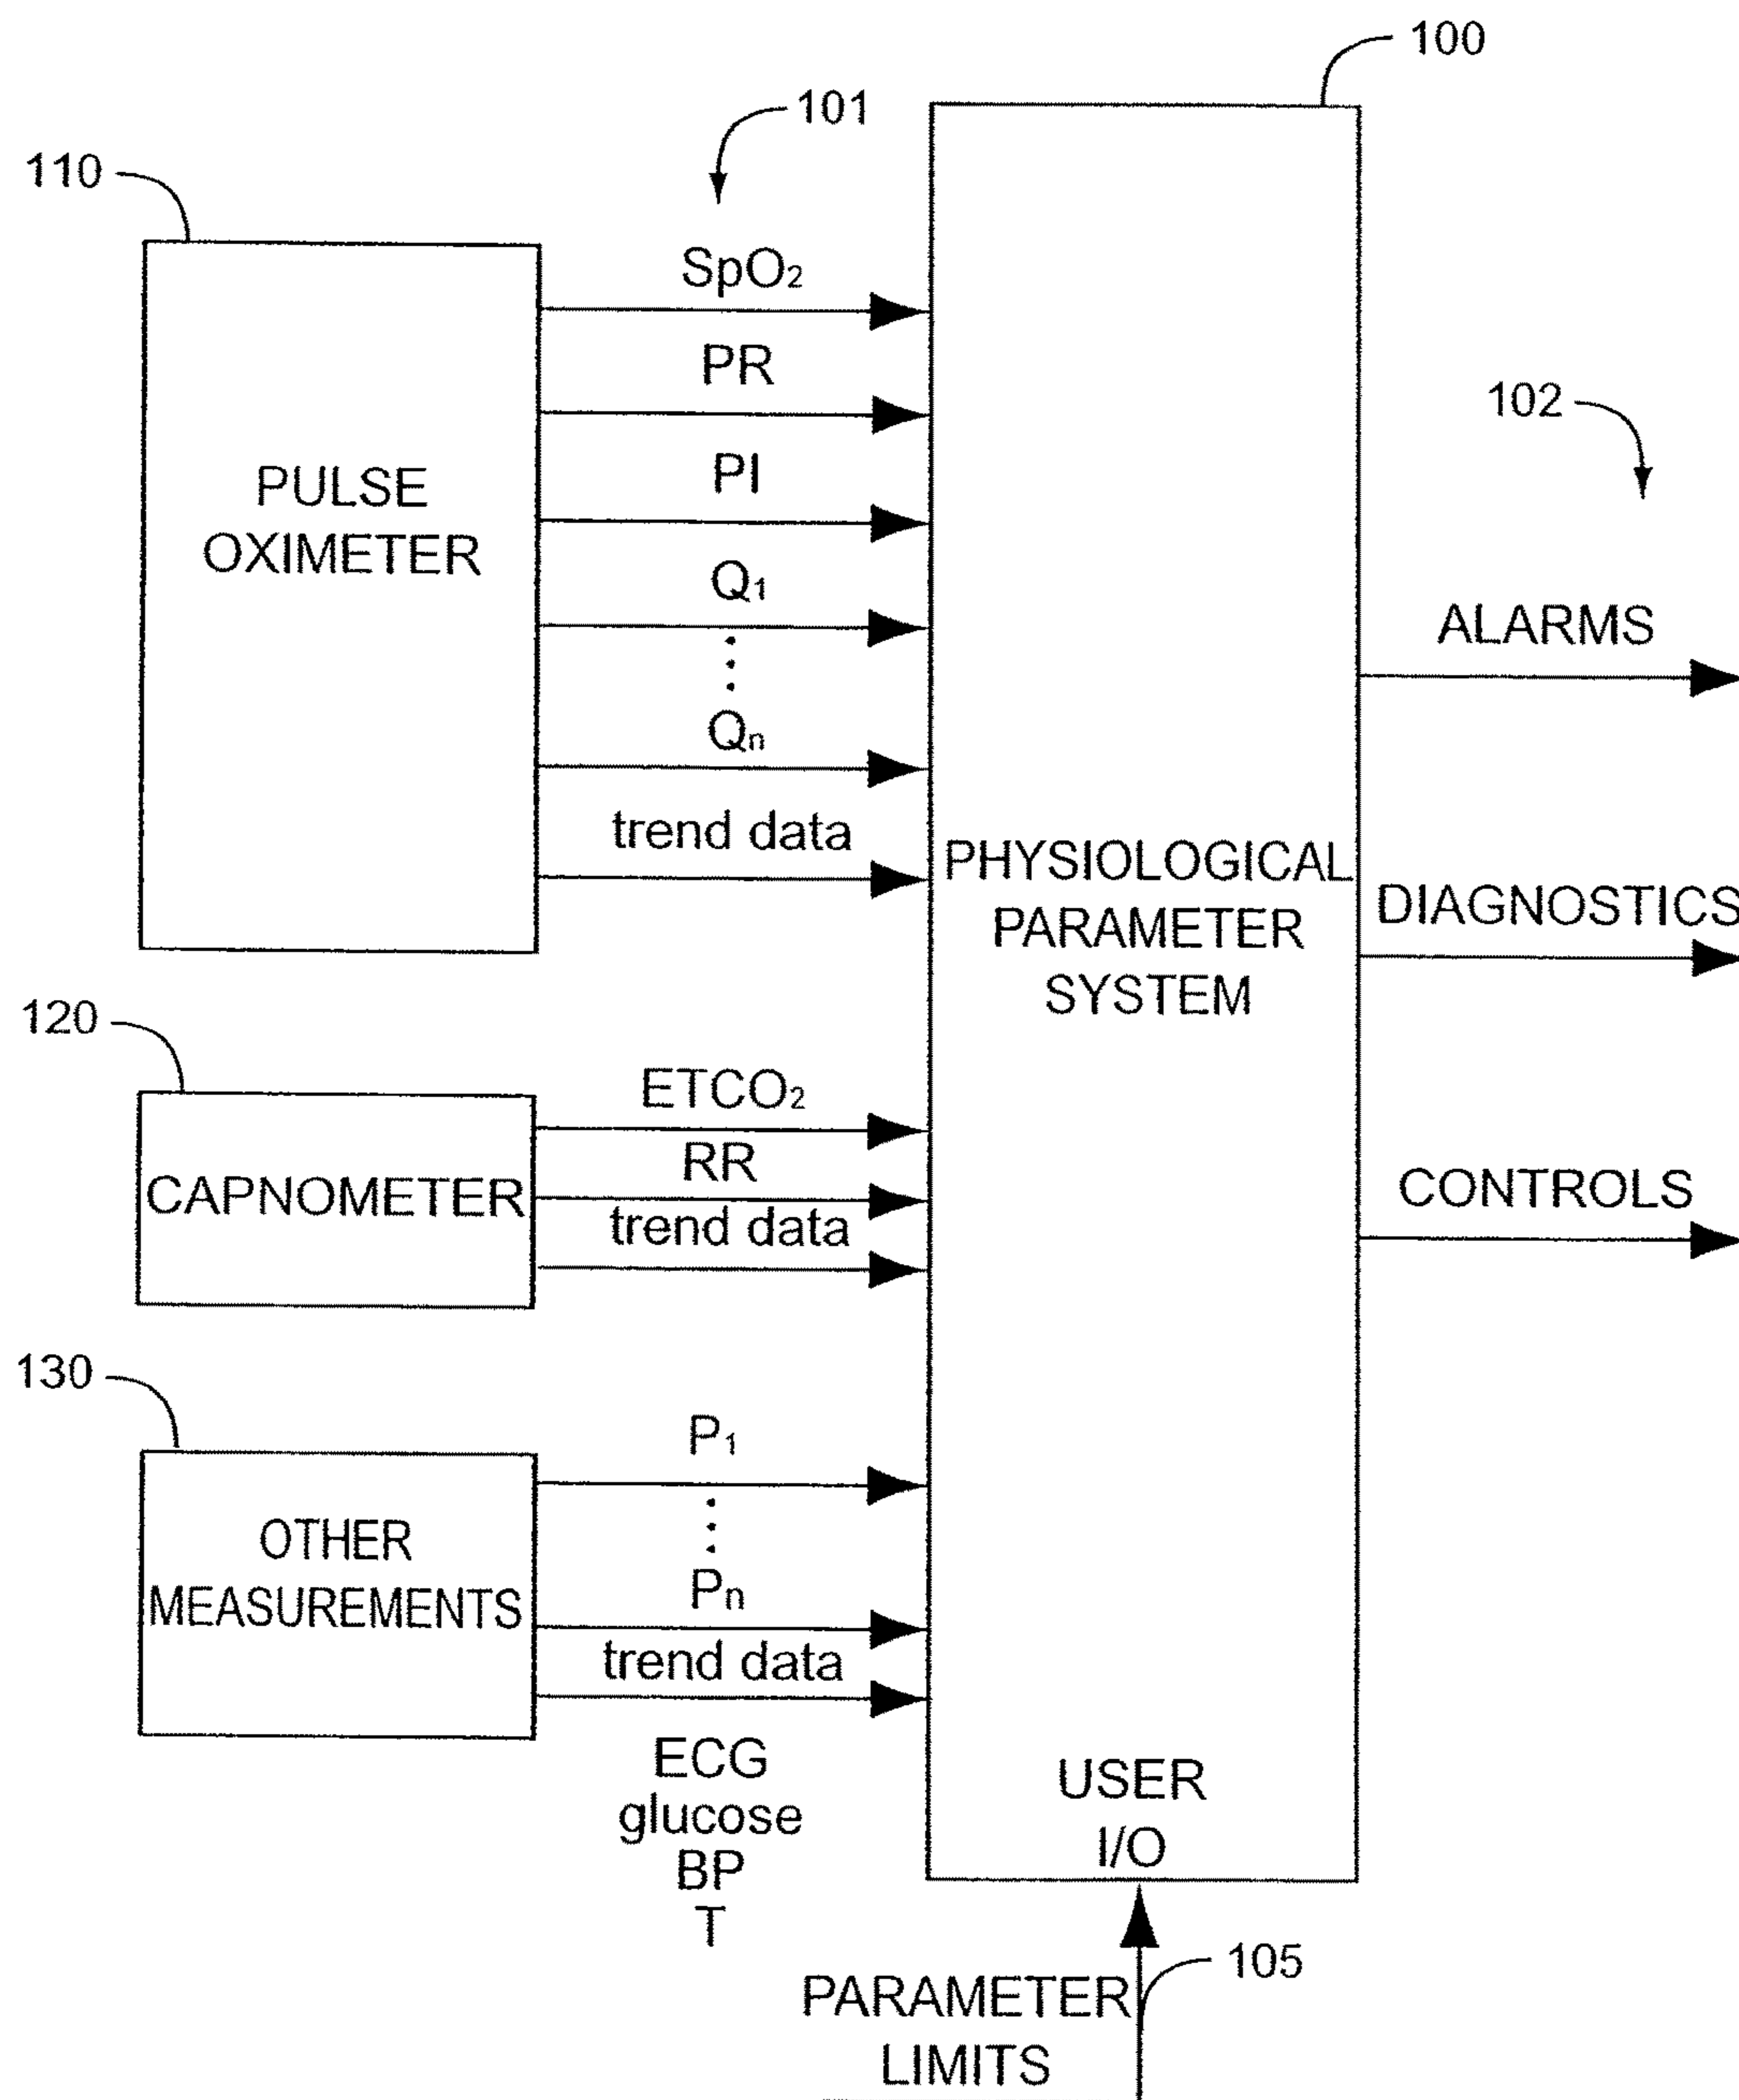 100
101
110
SpO₂
PR
PI
Q₁
Qₙ
trend data
PULSE
OXIMETER
102
ALARMS
DIAGNOSTICS
CONTROLS
PHYSIOLOGICAL
PARAMETER
SYSTEM
120
CAPNOMETER
ETCO₂
RR
trend data
130
OTHER
MEASUREMENTS
P₁
Pₙ
trend data
ECG
glucose
BP
T
USER
I/O
105
PARAMETER
LIMITS